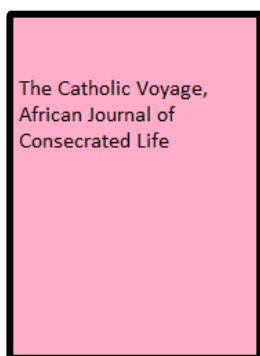 The Catholic Voyage,
African Journal of
Consecrated Life